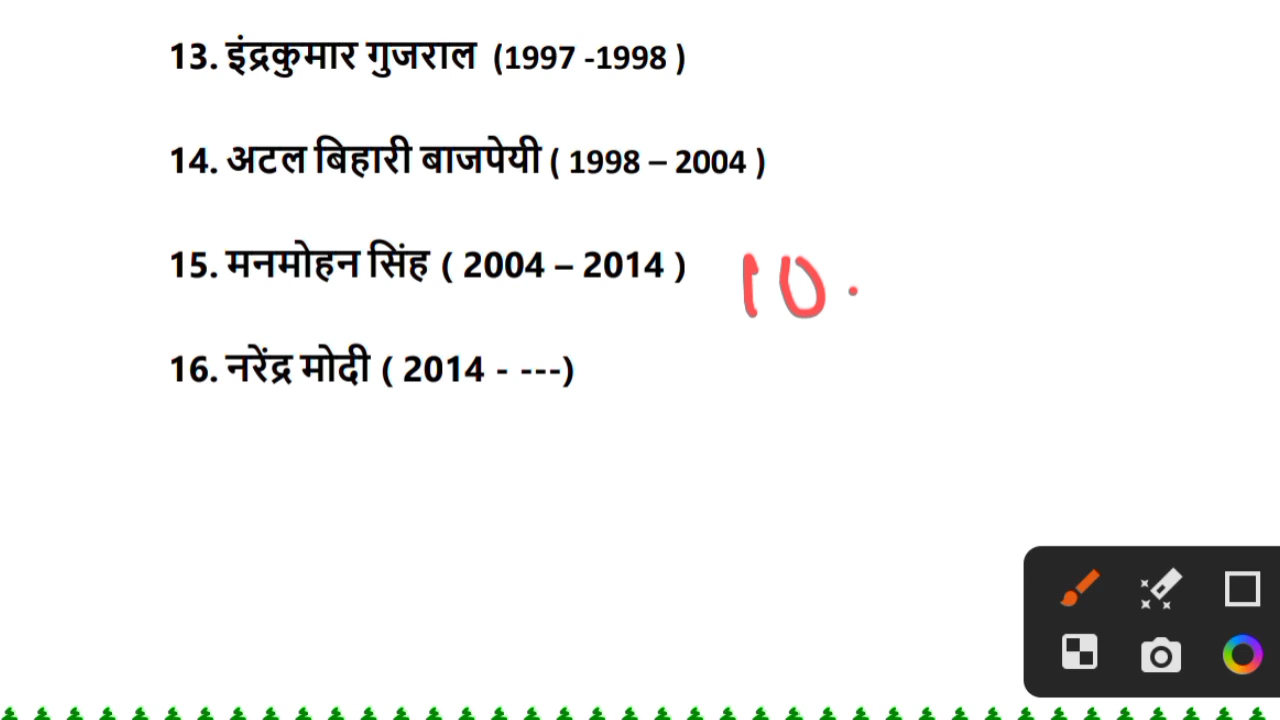 13. इंद्रकुमार गुजराल (1997 -1998 )
14. अटल बिहारी बाजपेयी ( 1998 – 2004 )
15. मनमोहन सिंह ( 2004 – 2014 ) 10.
16. नरेंद्र मोदी ( 2014 - ---)